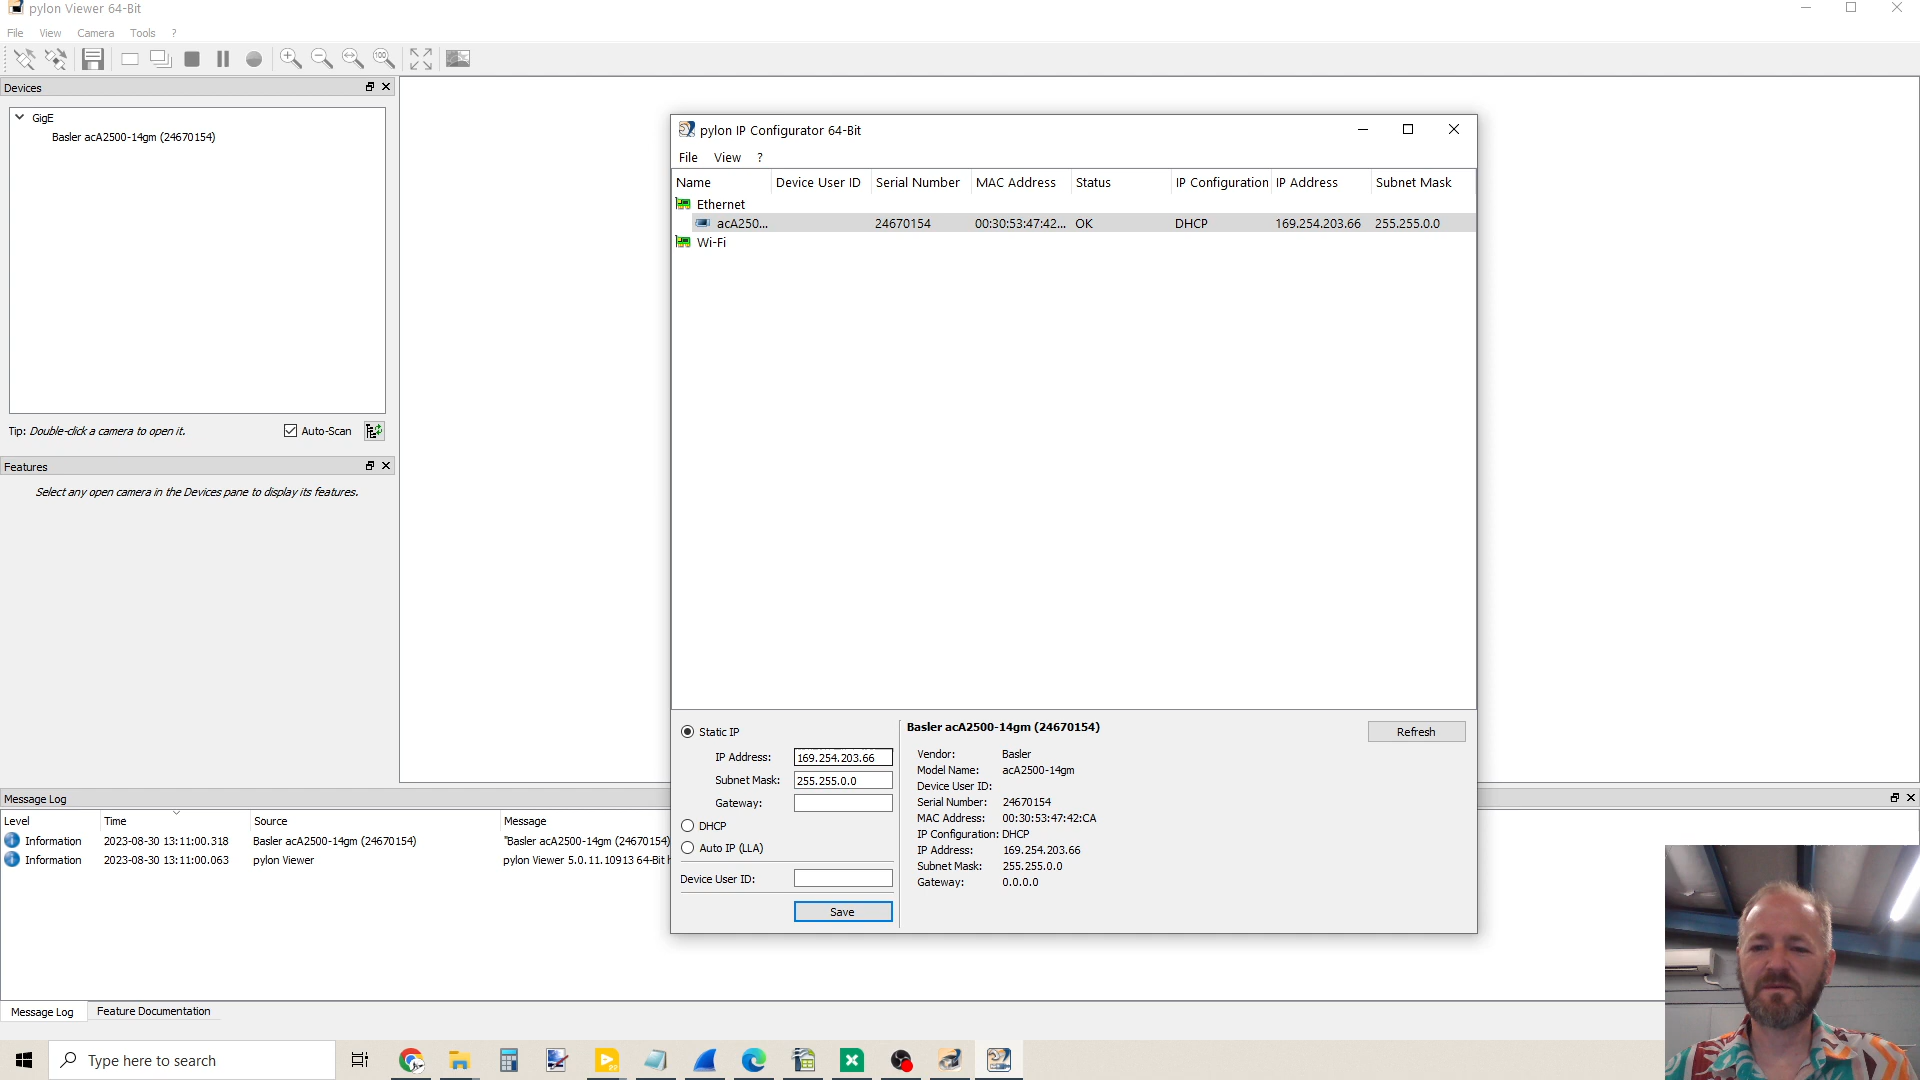 pylon Viewer 64-Bit
File View Camera Tools ?
100
Devices
GigE
Basler acA2500-14gm (24670154)
Tip: Double-click a camera to open it.
Auto-Scan
Features
Select any open camera in the Devices pane to display its features.
pylon IP Configurator 64-Bit
File View ?
Name Device User ID Serial Number MAC Address Status IP Configuration IP Address Subnet Mask
Ethernet
acA250... 24670154 00:30:53:47:42... OK DHCP 169.254.203.66 255.255.0.0
Wi-Fi
Static IP
IP Address: 169.254.203.66
Subnet Mask: 255.255.0.0
Gateway:
DHCP
Auto IP (LLA)
Device User ID:
Save
Basler acA2500-14gm (24670154)
Refresh
Vendor: Basler
Model Name: acA2500-14gm
Device User ID:
Serial Number: 24670154
MAC Address: 00:30:53:47:42:CA
IP Configuration: DHCP
IP Address: 169.254.203.66
Subnet Mask: 255.255.0.0
Gateway: 0.0.0.0
Message Log
Level Time Source Message
Information 2023-08-30 13:11:00.318 Basler acA2500-14gm (24670154) "Basler acA2500-14gm (24670154)
Information 2023-08-30 13:11:00.063 pylon Viewer pylon Viewer 5.0.11.10913 64-Bit
Message Log Feature Documentation
Type here to search